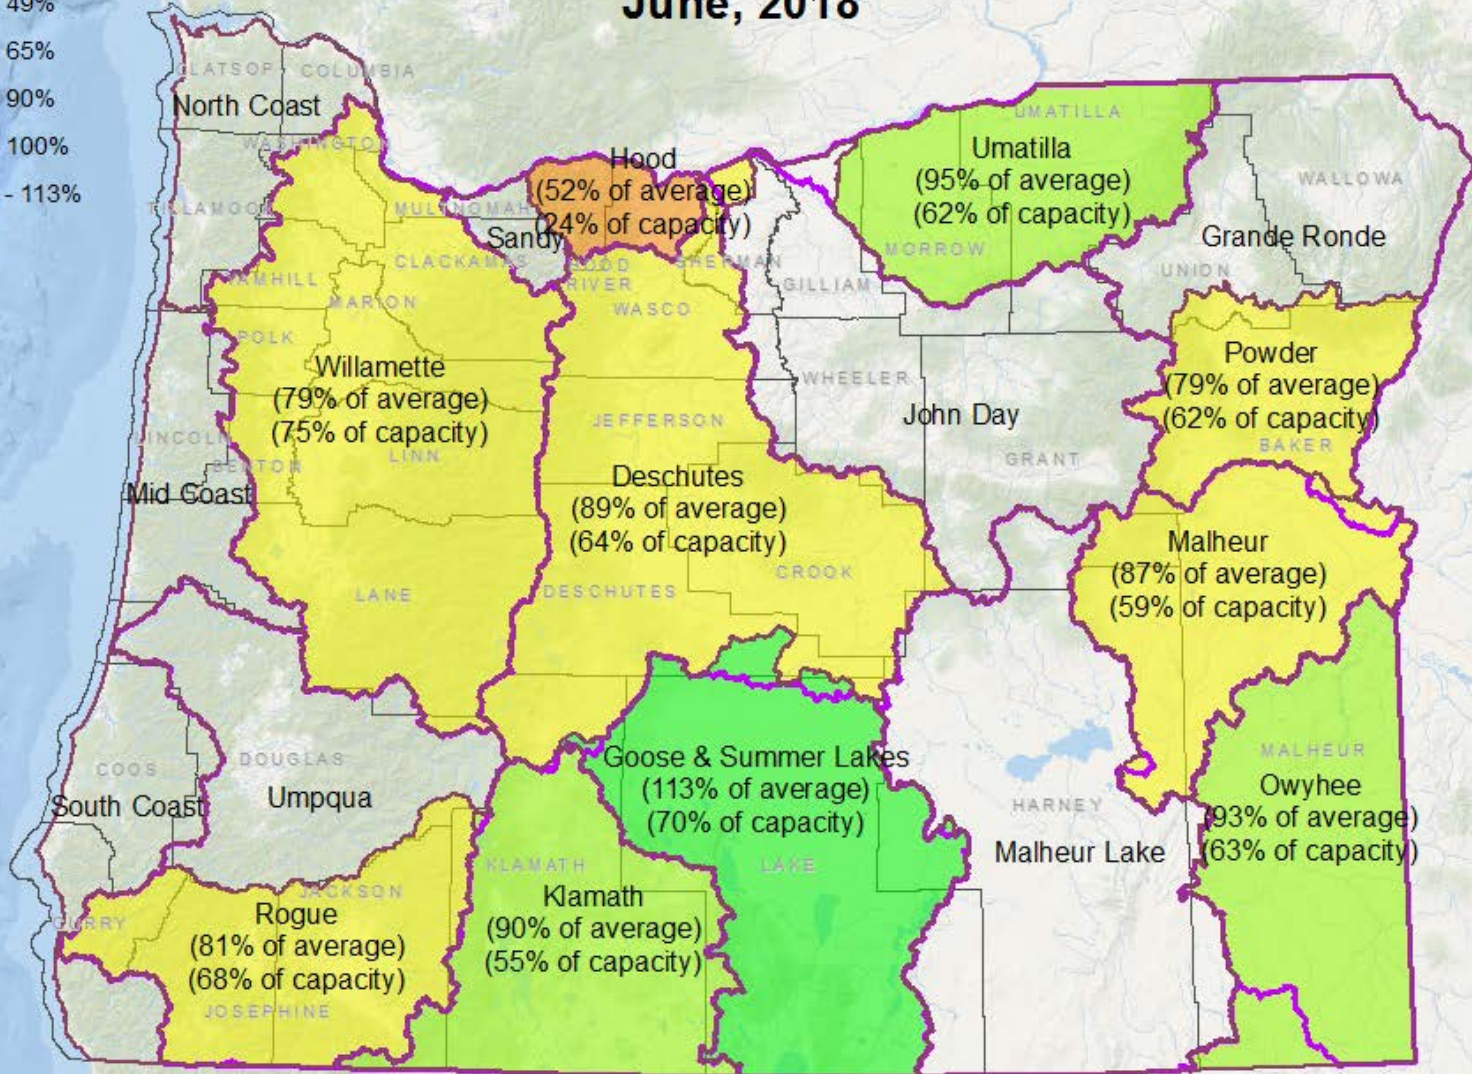 June, 2018
49%
65%
90%
100%
- 113%
CLATSOP
COLUMBIA
North Coast
WASHINGTON
TILLAMOOK
MULTNOMAH
Hood
(52% of average)
(24% of capacity)
Sandy
HOOD
RIVER
SHERMAN
CLACKAMAS
YAMHILL
MARION
POLK
Willamette
(79% of average)
(75% of capacity)
LINN
LINCOLN
BENTON
Mid Coast
LANE
WASCO
JEFFERSON
Deschutes
(89% of average)
(64% of capacity)
DESCHUTES
CROOK
GILLIAM
WHEELER
UMATILLA
Umatilla
(95% of average)
(62% of capacity)
MORROW
WALLOWA
Grande Ronde
UNION
John Day
GRANT
Powder
(79% of average)
(62% of capacity)
BAKER
Malheur
(87% of average)
(59% of capacity)
COOS
South Coast
DOUGLAS
Umpqua
Goose & Summer Lakes
(113% of average)
(70% of capacity)
LAKE
HARNEY
Malheur Lake
MALHEUR
Owyhee
(93% of average)
(63% of capacity)
CURRY
JACKSON
Rogue
(81% of average)
(68% of capacity)
JOSEPHINE
KLAMATH
Klamath
(90% of average)
(55% of capacity)